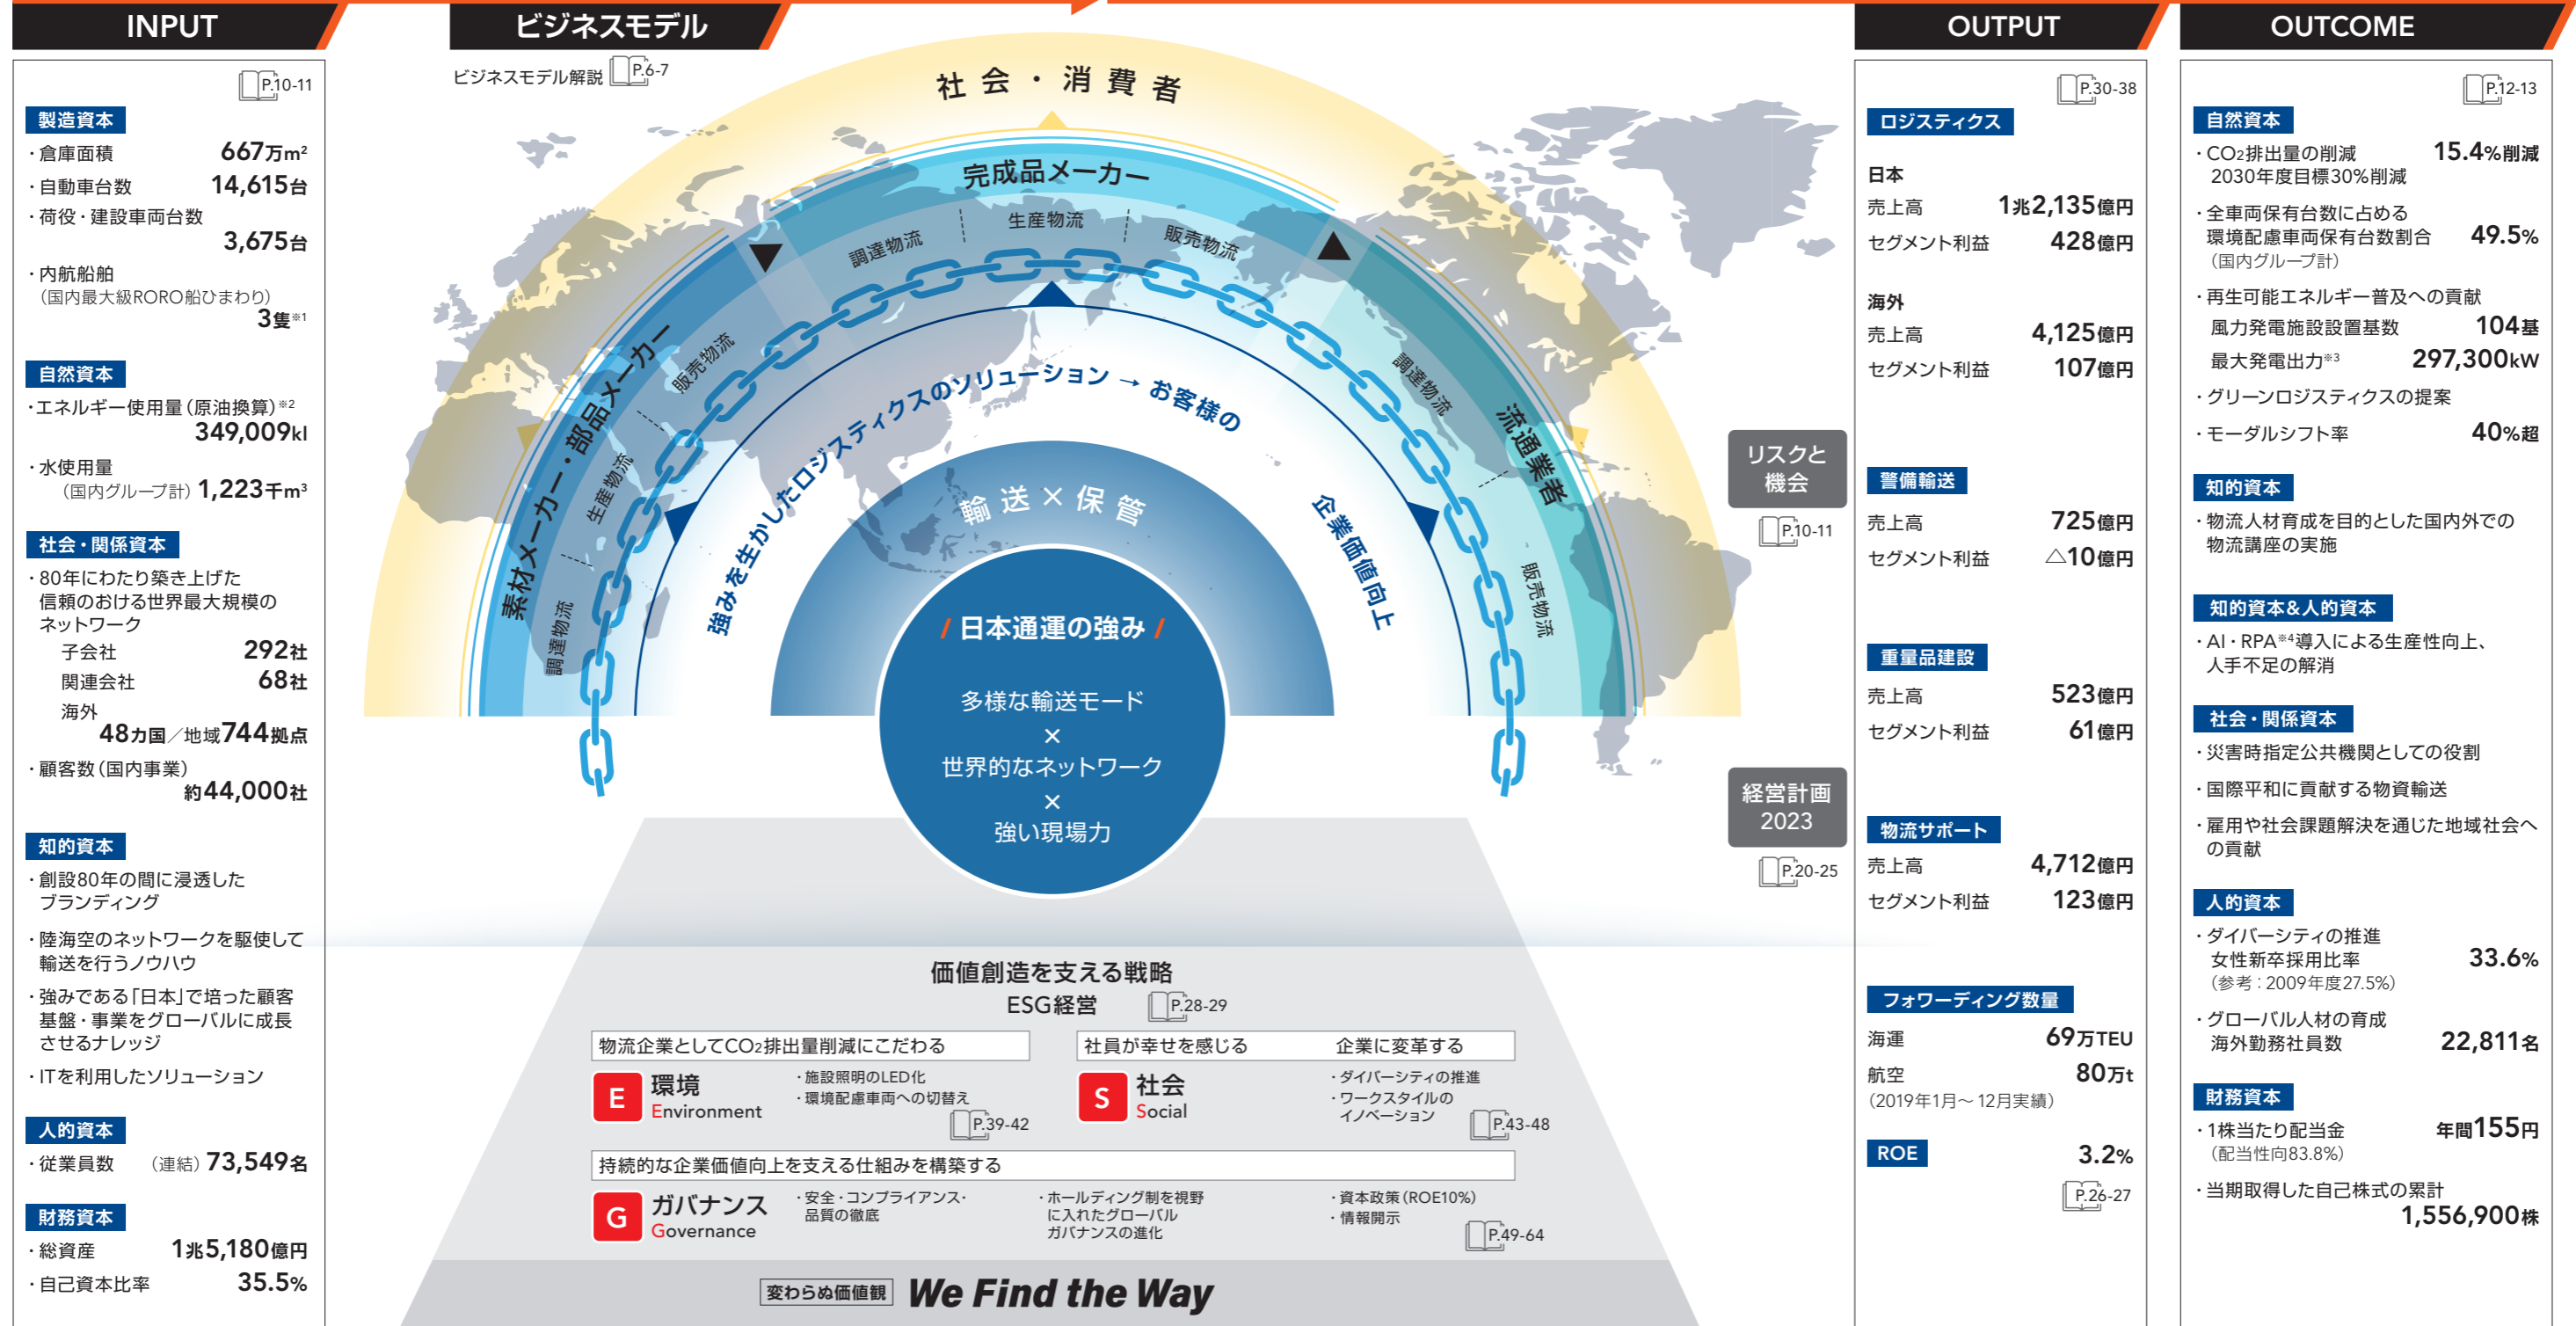 INPUT
P.10-11
製造資本
・倉庫面積 667万m²
・自動車台数 14,615台
・荷役・建設車両台数
3,675台
・内航船舶
（国内最大級RORO船ひまわり）
3隻※1
自然資本
・エネルギー使用量（原油換算）※2
349,009kl
・水使用量
（国内グループ計）1,223千m³
社会・関係資本
・80年にわたり築き上げた
信頼のおける世界最大規模の
ネットワーク
子会社 292社
関連会社 68社
海外
48カ国／地域744拠点
・顧客数（国内事業）
約44,000社
知的資本
・創設80年の間に浸透した
ブランディング
・陸海空のネットワークを駆使して
輸送を行うノウハウ
・強みである「日本」で培った顧客
基盤・事業をグローバルに成長
させるナレッジ
・ITを利用したソリューション
人的資本
・従業員数 （連結）73,549名
財務資本
・総資産 1兆5,180億円
・自己資本比率 35.5%
ビジネスモデル
ビジネスモデル解説 P.6-7
社会・消費者
素材メーカー・部品メーカー
調達物流
生産物流
販売物流
完成品メーカー
調達物流
生産物流
販売物流
流通業者
調達物流
販売物流
強みを生かしたロジスティクスのソリューション → お客様の
企業価値向上
輸送×保管
日本通運の強み
多様な輸送モード
×
世界的なネットワーク
×
強い現場力
リスクと
機会
P.10-11
経営計画
2023
P.20-25
価値創造を支える戦略
ESG経営 P.28-29
物流企業としてCO₂排出量削減にこだわる
E 環境
Environment
・施設照明のLED化
・環境配慮車両への切替え
P.39-42
社員が幸せを感じる 企業に変革する
S 社会
Social
・ダイバーシティの推進
・ワークスタイルの
イノベーション
P.43-48
持続的な企業価値向上を支える仕組みを構築する
G ガバナンス
Governance
・安全・コンプライアンス・
品質の徹底
・ホールディング制を視野
に入れたグローバル
ガバナンスの進化
・資本政策（ROE10%）
・情報開示
P.49-64
変わらぬ価値観 We Find the Way
OUTPUT
P.30-38
ロジスティクス
日本
売上高 1兆2,135億円
セグメント利益 428億円
海外
売上高 4,125億円
セグメント利益 107億円
警備輸送
売上高 725億円
セグメント利益 △10億円
重量品建設
売上高 523億円
セグメント利益 61億円
物流サポート
売上高 4,712億円
セグメント利益 123億円
フォワーディング数量
海運 69万TEU
航空 80万t
（2019年1月～12月実績）
ROE 3.2%
P.26-27
OUTCOME
P.12-13
自然資本
・CO₂排出量の削減 15.4%削減
2030年度目標30%削減
・全車両保有台数に占める
環境配慮車両保有台数割合 49.5%
（国内グループ計）
・再生可能エネルギー普及への貢献
風力発電施設設置基数 104基
最大発電出力※3 297,300kW
・グリーンロジスティクスの提案
・モーダルシフト率 40%超
知的資本
・物流人材育成を目的とした国内外での
物流講座の実施
知的資本&人的資本
・AI・RPA※4導入による生産性向上、
人手不足の解消
社会・関係資本
・災害時指定公共機関としての役割
・国際平和に貢献する物資輸送
・雇用や社会課題解決を通じた地域社会へ
の貢献
人的資本
・ダイバーシティの推進
女性新卒採用比率 33.6%
（参考：2009年度27.5%）
・グローバル人材の育成
海外勤務社員数 22,811名
財務資本
・1株当たり配当金 年間155円
（配当性向83.8%）
・当期取得した自己株式の累計
1,556,900株